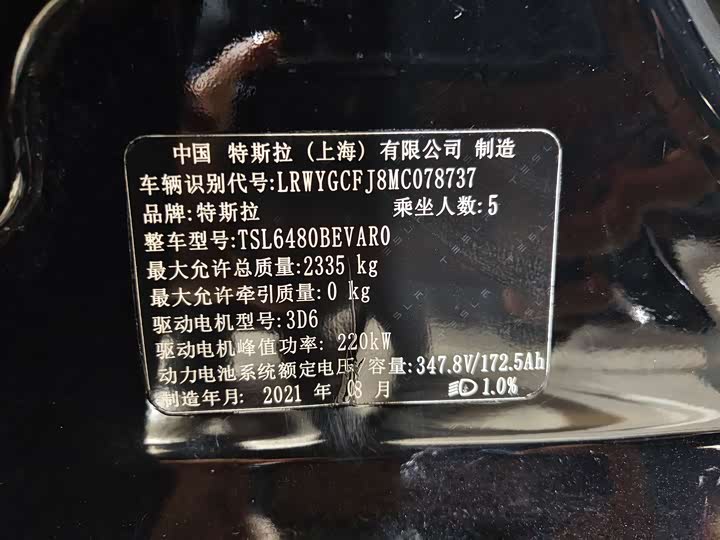 中国 特斯拉 (上海) 有限公司 制造
车辆识别代号:LRWYGCFJ8MC078737
品牌:特斯拉 乘坐人数:5
整车型号:TSL6480BEVAR0
最大允许总质量:2335 kg
最大允许牵引质量:0 kg
驱动电机型号:3D6
驱动电机峰值功率: 220kW
动力电池系统额定电压/容量:347.8V/172.5Ah
制造年月: 2021 年 08 月 1.0%